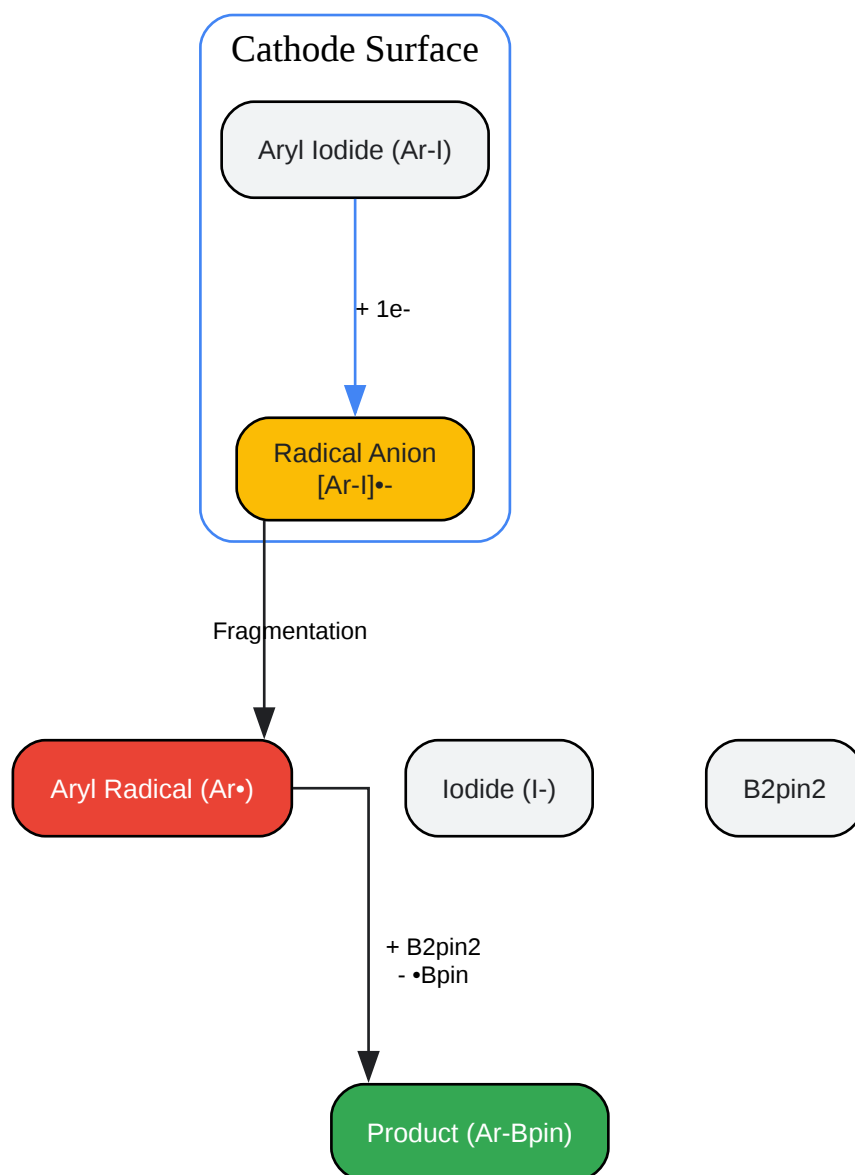 Cathode Surface
Aryl Iodide (Ar-I)
+ 1e-
Radical Anion
[Ar-I]•-
Fragmentation
Aryl Radical (Ar•)
Iodide (I-)
B2pin2
+ B2pin2
- •Bpin
Product (Ar-Bpin)